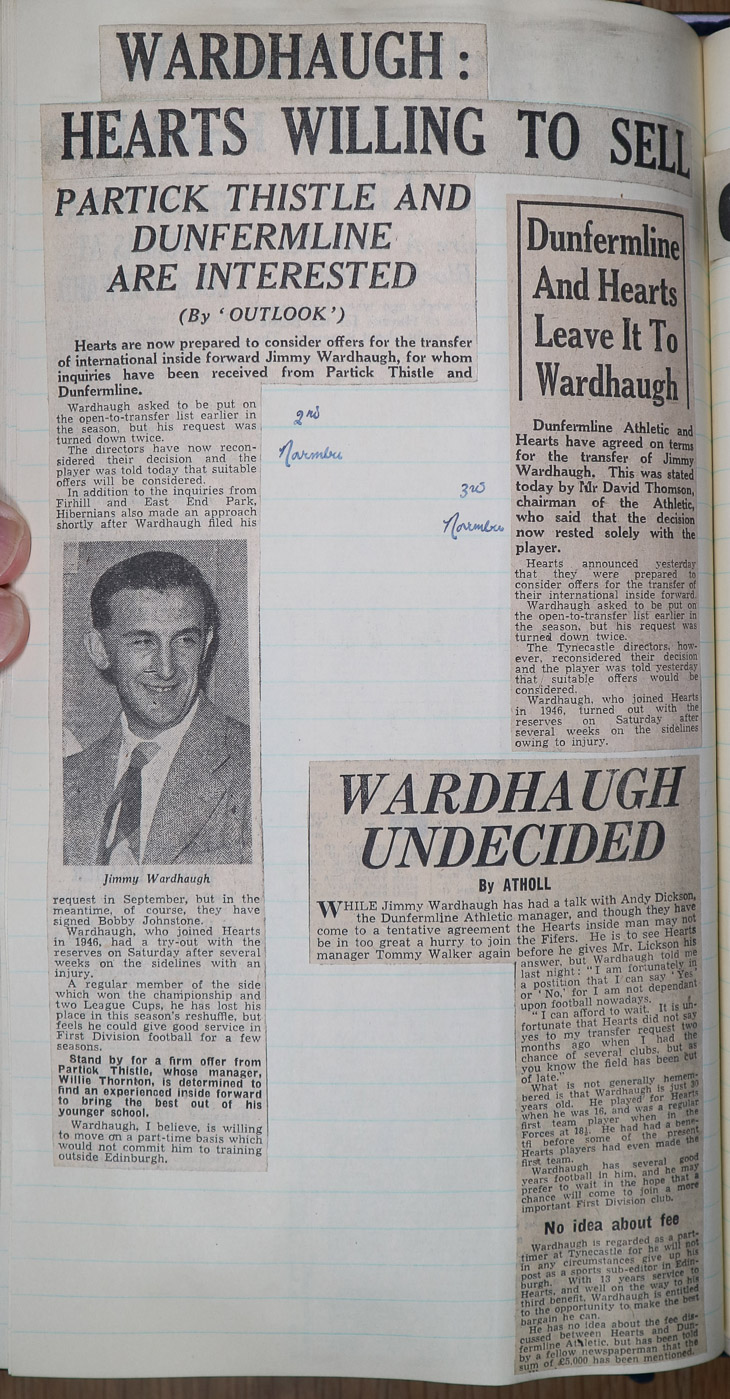 WARDHAUGH :
HEARTS WILLING TO SELL
PARTICK THISTLE AND
DUNFERMLINE
ARE INTERESTED
(By ‘OUTLOOK’)
Hearts are now prepared to consider offers for the transfer
of international inside forward Jimmy Wardhaugh, for whom
inquiries have been received from Partick Thistle and
Dunfermline.
Wardhaugh asked to be put on
the open-to-transfer list earlier in
the season, but his request was
turned down twice.
The directors have now recon-
sidered their decision and the
player was told today that suitable
offers will be considered.
In addition to the inquiries from
Firhill and East End Park,
Hibernians also made an approach
shortly after Wardhaugh filed his
Jimmy Wardhaugh
request in September, but in the
meantime, of course, they have
signed Bobby Johnstone.
Wardhaugh, who joined Hearts
in 1946, had a try-out with the
reserves on Saturday after several
weeks on the sidelines with an
injury.
A regular member of the side
which won the championship and
two League Cups, he has lost his
place in this season's reshuffle, but
feels he could give good service in
First Division football for a few
seasons.
Stand by for a firm offer from
Partick Thistle, whose manager,
Willie Thornton, is determined to
find an experienced inside forward
to bring the best out of his
younger school.
Wardhaugh, I believe, is willing
to move on a part-time basis which
would not commit him to training
outside Edinburgh.
2nd
November
3rd
November
Dunfermline
And Hearts
Leave It To
Wardhaugh
Dunfermline Athletic and
Hearts have agreed on terms
for the transfer of Jimmy
Wardhaugh. This was stated
today by Mr David Thomson,
chairman of the Athletic,
who said that the decision
now rested solely with the
player.
Hearts announced yesterday
that they were prepared to
consider offers for the transfer of
their international inside forward.
Wardhaugh asked to be put on
the open-to-transfer list earlier in
the season, but his request was
turned down twice.
The Tynecastle directors, how-
ever, reconsidered their decision
and the player was told yesterday
that suitable offers would be
considered.
Wardhaugh, who joined Hearts
in 1946, turned out with the
reserves on Saturday after
several weeks on the sidelines
owing to injury.
WARDHAUGH
UNDECIDED
By ATHOLL
WHILE Jimmy Wardhaugh has had a talk with Andy Dickson,
the Dunfermline Athletic manager, and though they have
come to a tentative agreement the Hearts inside man may not
be in too great a hurry to join the Fifers. He is to see Hearts
manager Tommy Walker again before he gives Mr. Lickson his
answer, but Wardhaugh told me
last night: "I am fortunately in
a postition that I can say 'Yes'
or 'No,' for I am not dependant
upon football nowadays.
"I can afford to wait. It is un-
fortunate that Hearts did not say
yes to my transfer request two
months ago when I had the
chance of several clubs, but as
you know the field has been cut
of late."
What is not generally hemem-
bered is that Wardhaugh is just 30
years old. He played for Hearts
when he was 16, and was a regular
first team player when in the
Forces at 18½. He had had a bene-
fit before some of the present
Hearts players had even made the
first team.
Wardhaugh has several good
years football in him, and he may
prefer to wait in the hope that a
chance will come to join a more
important First Division club.
No idea about fee
Wardhaugh is regarded as a part-
timer at Tynecastle for he will not
in any circumstances give up his
post as a sports sub-editor in Edin-
burgh. With 13 years service to
Hearts, and well on the way to his
third benefit, Wardhaugh is entitled
to the opportunity to make the best
bargain he can.
He has no idea about the fee dis-
cussed between Hearts and Dun-
fermline Athletic, but has been told
by a fellow newspaperman that the
sum of £5,000 has been mentioned.